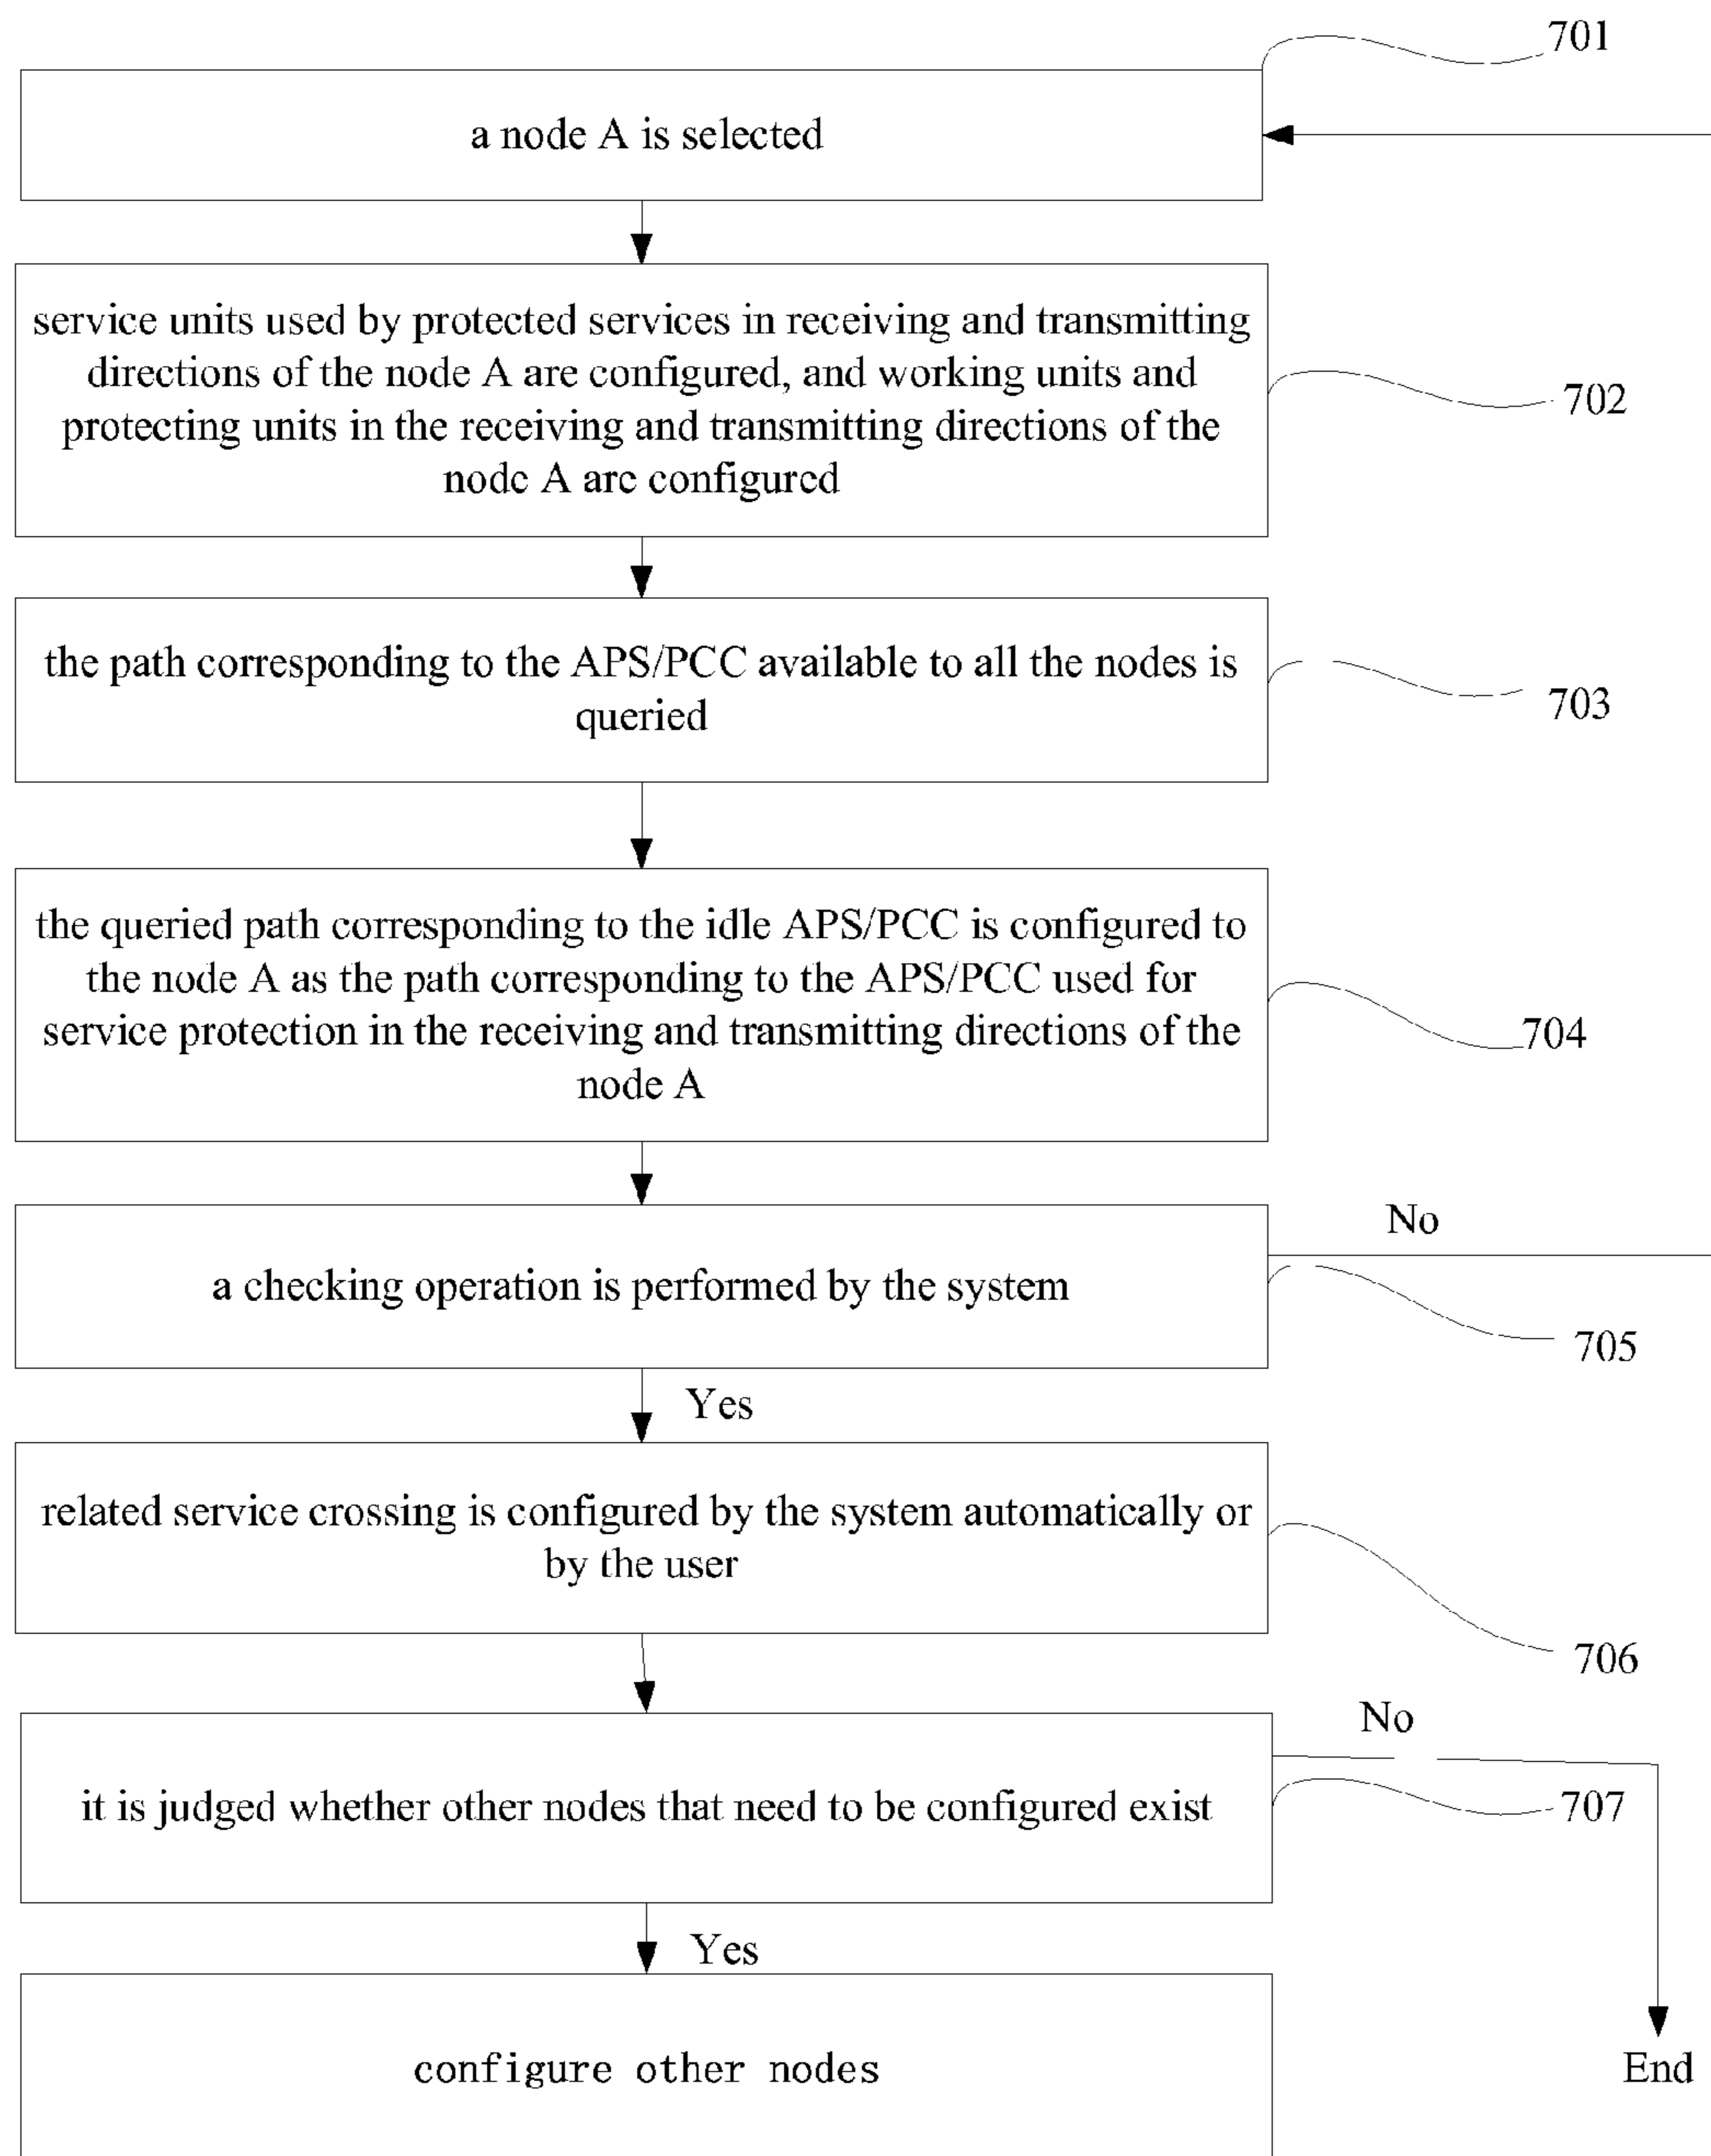 701
a node A is selected
service units used by protected services in receiving and transmitting
directions of the node A are configured, and working units and
protecting units in the receiving and transmitting directions of the
node A are configured
702
the path corresponding to the APS/PCC available to all the nodes is
queried
703
the queried path corresponding to the idle APS/PCC is configured to
the node A as the path corresponding to the APS/PCC used for
service protection in the receiving and transmitting directions of the
node A
704
No
a checking operation is performed by the system
705
Yes
related service crossing is configured by the system automatically or
by the user
706
No
it is judged whether other nodes that need to be configured exist
707
Yes
configure other nodes
End